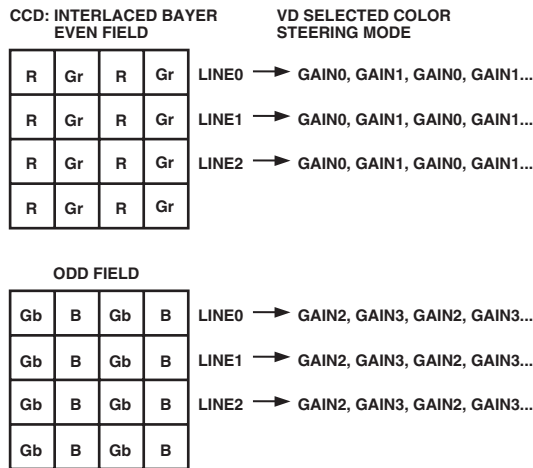 CCD: INTERLACED BAYER
EVEN FIELD
VD SELECTED COLOR
STEERING MODE
R Gr R Gr LINE0 GAIN0, GAIN1, GAIN0, GAIN1...
R Gr R Gr LINE1 GAIN0, GAIN1, GAIN0, GAIN1...
R Gr R Gr LINE2 GAIN0, GAIN1, GAIN0, GAIN1...
R Gr R Gr
ODD FIELD
Gb B Gb B LINE0 GAIN2, GAIN3, GAIN2, GAIN3...
Gb B Gb B LINE1 GAIN2, GAIN3, GAIN2, GAIN3...
Gb B Gb B LINE2 GAIN2, GAIN3, GAIN2, GAIN3...
Gb B Gb B